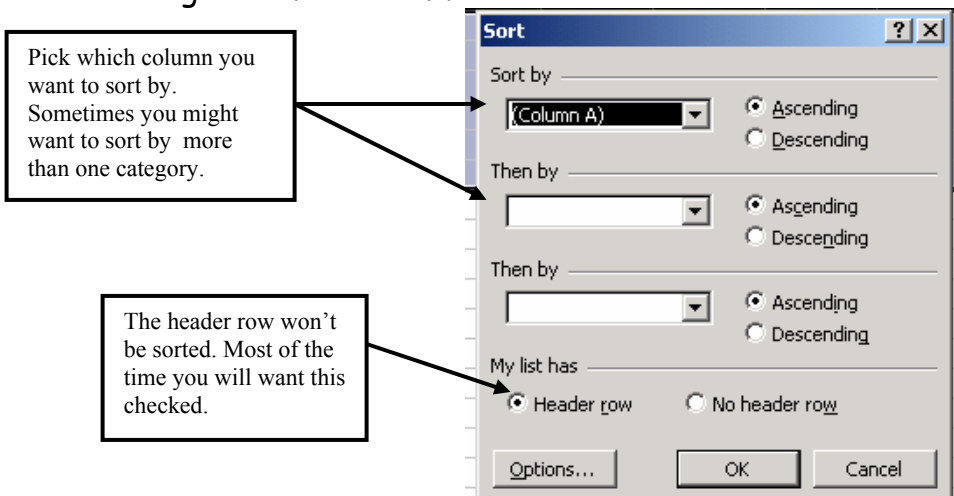 Pick which column you
want to sort by.
Sometimes you might
want to sort by more
than one category.
The header row won't
be sorted. Most of the
time you will want this
checked.
Sort
Sort by
(Column A)
Ascending
Descending
Then by
Ascending
Descending
Then by
Ascending
Descending
My list has
Header row
No header row
Options...
OK
Cancel